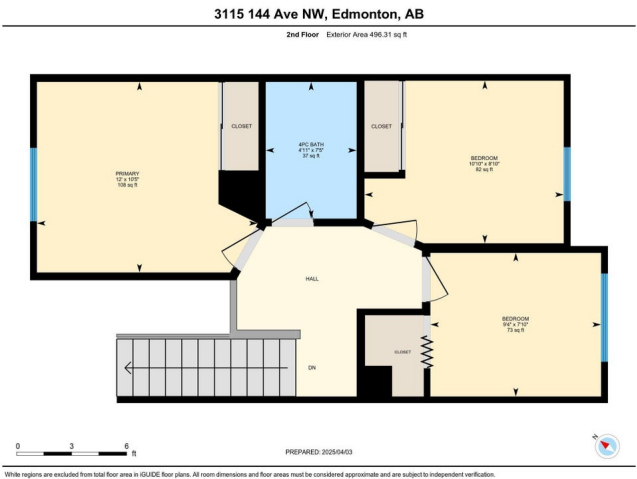 3115 144 Ave NW, Edmonton, AB
2nd Floor Exterior Area 496.31 sq ft
CLOSET
4PC BATH
4'11" x 7'5"
37 sq ft
CLOSET
BEDROOM
10'10" x 8'10"
82 sq ft
PRIMARY
12' x 10'5"
108 sq ft
HALL
BEDROOM
9'4" x 7'10"
73 sq ft
CLOSET
DN
0 3 6
ft
PREPARED: 2025/04/03
N
White regions are excluded from total floor area in iGUIDE floor plans. All room dimensions and floor areas must be considered approximate and are subject to independent verification.